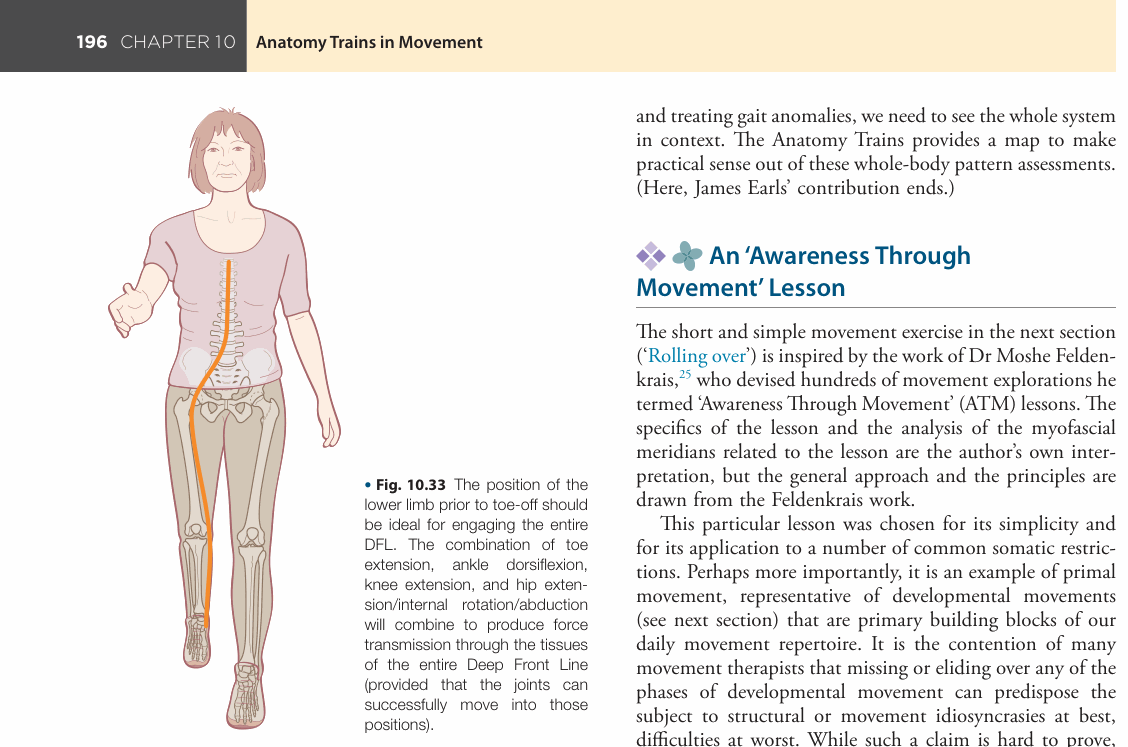 196 CHAPTER 10 Anatomy Trains in Movement
• Fig. 10.33 The position of the
lower limb prior to toe-off should
be ideal for engaging the entire
DFL. The combination of toe
extension, ankle dorsiflexion,
knee extension, and hip exten-
sion/internal rotation/abduction
will combine to produce force
transmission through the tissues
of the entire Deep Front Line
(provided that the joints can
successfully move into those
positions).
and treating gait anomalies, we need to see the whole system
in context. The Anatomy Trains provides a map to make
practical sense out of these whole-body pattern assessments.
(Here, James Earls’ contribution ends.)
An ‘Awareness Through
Movement’ Lesson
The short and simple movement exercise in the next section
(‘Rolling over’) is inspired by the work of Dr Moshe Felden-
krais,25 who devised hundreds of movement explorations he
termed ‘Awareness Through Movement’ (ATM) lessons. The
specifics of the lesson and the analysis of the myofascial
meridians related to the lesson are the author’s own inter-
pretation, but the general approach and the principles are
drawn from the Feldenkrais work.
This particular lesson was chosen for its simplicity and
for its application to a number of common somatic restric-
tions. Perhaps more importantly, it is an example of primal
movement, representative of developmental movements
(see next section) that are primary building blocks of our
daily movement repertoire. It is the contention of many
movement therapists that missing or eliding over any of the
phases of developmental movement can predispose the
subject to structural or movement idiosyncrasies at best,
difficulties at worst. While such a claim is hard to prove,